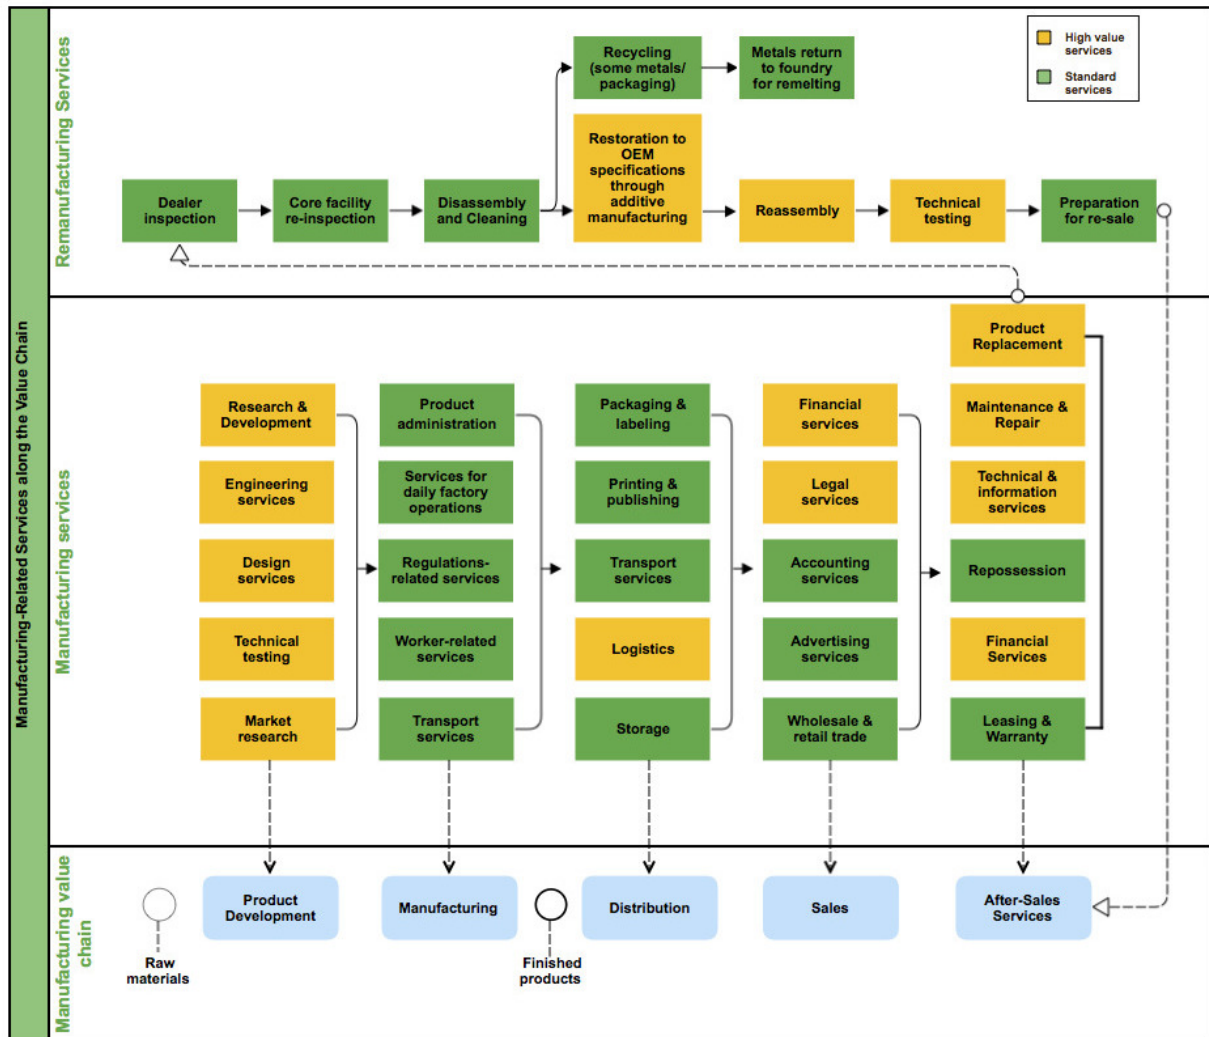 Manufacturing-Related Services along the Value Chain
Remanufacturing Services
High value
services
Standard
services
Recycling
(some metals/
packaging)
Metals return
to foundry
for remelting
Dealer
inspection
Core facility
re-inspection
Disassembly
and Cleaning
Restoration to
OEM
specifications
through
additive
manufacturing
Reassembly
Technical
testing
Preparation
for re-sale
Manufacturing services
Research &
Development
Engineering
services
Design
services
Technical
testing
Market
research
Product
administration
Services for
daily factory
operations
Regulations-
related services
Worker-related
services
Transport
services
Packaging &
labeling
Printing &
publishing
Transport
services
Logistics
Storage
Financial
services
Legal
services
Accounting
services
Advertising
services
Wholesale &
retail trade
Product
Replacement
Maintenance &
Repair
Technical &
information
services
Repossession
Financial
Services
Leasing &
Warranty
Manufacturing value
chain
Raw
materials
Product
Development
Manufacturing
Finished
products
Distribution
Sales
After-Sales
Services